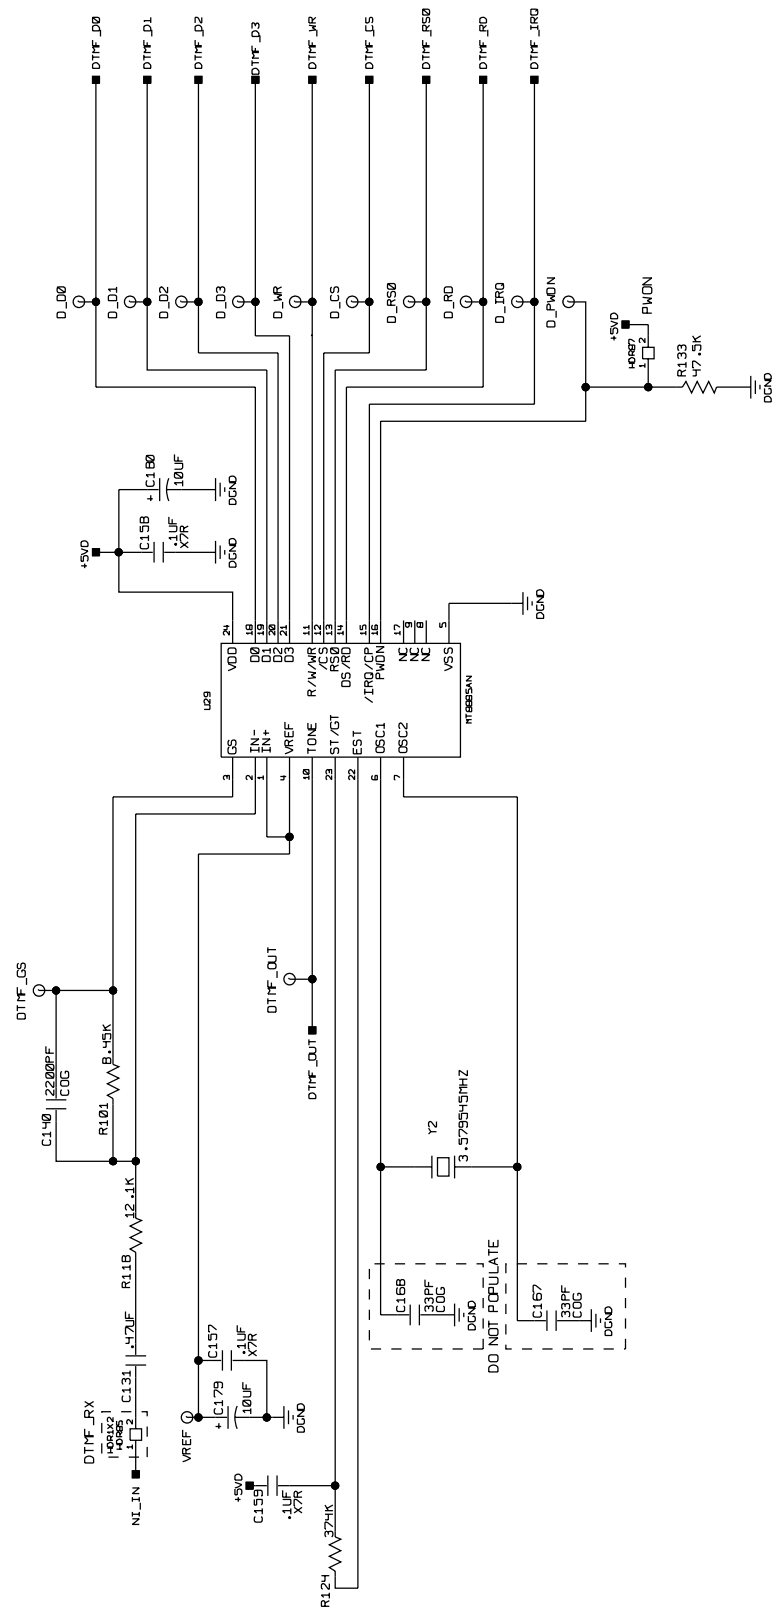 DTMF_D0
DTMF_D1
DTMF_D2
DTMF_D3
DTMF_WR
DTMF_CS
DTMF_RS0
DTMF_RD
DTMF_IRQ
D_D0
D_D1
D_D2
D_D3
D_WR
D_CS
D_RS0
D_RD
D_IRQ
D_PWDN
+5VD
PWDN
1
2
R133
47.5K
DGND
+
C180
10UF
DGND
+5VD
C158
.1UF
X7R
DGND
DGND
24
18
19
20
21
11
12
13
14
15
16
17
9
8
5
VDD
D0
D1
D2
D3
R/W/WR
/CS
RS0
DS/RD
/IRQ/CP
PWDN
NC
NC
NC
VSS
U29
MT8885AN
GS
IN-
IN+
VREF
TONE
ST/GT
EST
OSC1
OSC2
3
2
1
4
10
23
22
6
7
DTMF_GS
C140
2200PF
COG
R101
8.45K
DTMF_OUT
DTMF_OUT
Y2
3.579545MHZ
R118
12.1K
C131
.47UF
DTMF_RX
HDR1X2
1
2
NI_IN
C157
.1UF
X7R
+
C179
10UF
VREF
DGND
C168
33PF
COG
DGND
DO NOT POPULATE
C167
33PF
COG
DGND
+5VD
C159
.1UF
X7R
R124
374K